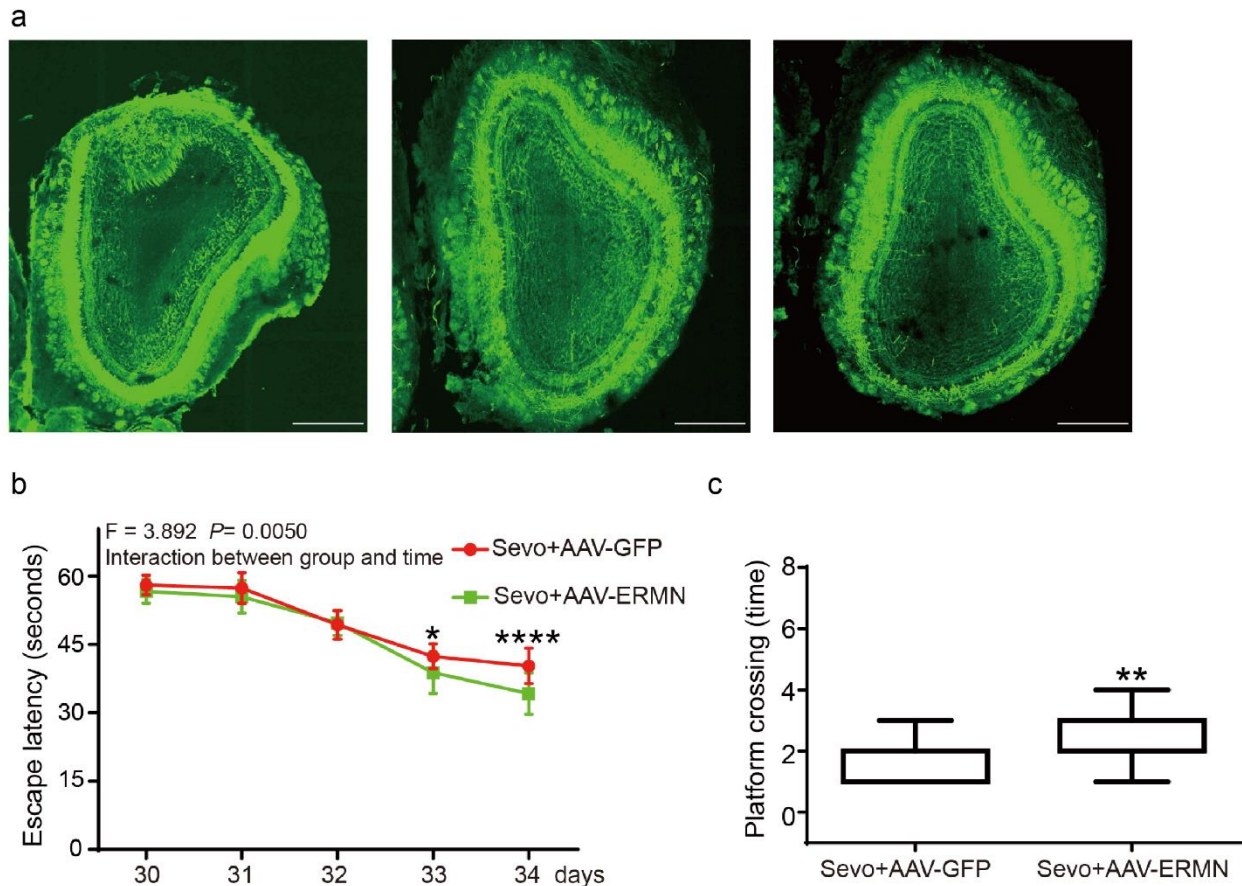 a
b
F = 3.892 P= 0.0050
Interaction between group and time
Sevo+AAV-GFP
Sevo+AAV-ERMN
Escape latency (seconds)
60
45
30
15
0
*
****
30 31 32 33 34 days
c
Platform crossing (time)
8
6
4
2
0
**
Sevo+AAV-GFP Sevo+AAV-ERMN